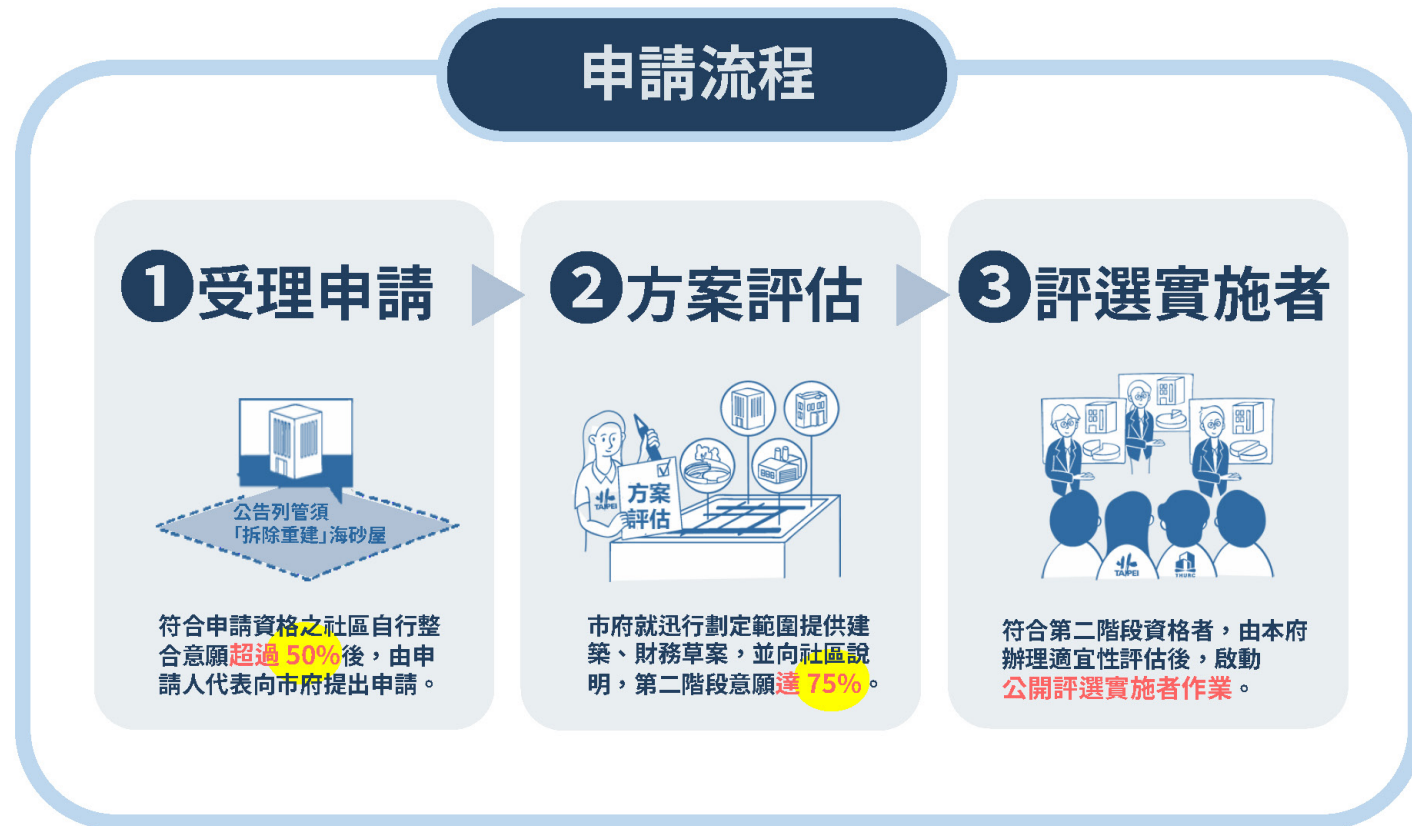 申請流程
1受理申請
公告列管須
「拆除重建」海砂屋
符合申請資格之社區自行整
合意願超過 50%後，由申
請人代表向市府提出申請。
2方案評估
TAIPEI
方案
評估
市府就迅行劃定範圍提供建
築、財務草案，並向社區說
明，第二階段意願達 75%。
3評選實施者
TAIPEI
THURC
符合第二階段資格者，由本府
辦理適宜性評估後，啟動
公開評選實施者作業。